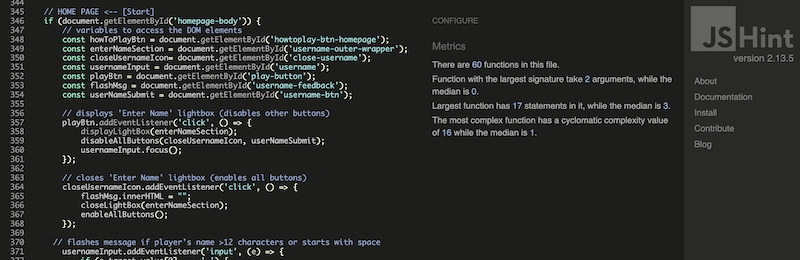 344
345 // HOME PAGE <-- [Start]
346 if (document.getElementById('homepage-body')) {
347 // variables to access the DOM elements
348 const howToPlayBtn = document.getElementById('howtoplay-btn-homepage');
349 const enterNameSection = document.getElementById('username-outer-wrapper');
350 const closeUsernameIcon= document.getElementById('close-username');
351 const usernameInput = document.getElementById('username');
352 const playBtn = document.getElementById('play-button');
353 const flashMsg = document.getElementById('username-feedback');
354 const userNameSubmit = document.getElementById('username-btn');
355
356 // displays 'Enter Name' lightbox (disables other buttons)
357 playBtn.addEventListener('click', () => {
358 displayLightBox(enterNameSection);
359 disableAllButtons(closeUsernameIcon, userNameSubmit);
360 usernameInput.focus();
361 });
362
363 // closes 'Enter Name' lightbox (enables all buttons)
364 closeUsernameIcon.addEventListener('click', () => {
365 flashMsg.innerHTML = "";
366 closeLightBox(enterNameSection);
367 enableAllButtons();
368 });
369
370 // flashes message if player's name >12 characters or starts with space
371 usernameInput.addEventListener('input', (e) => {
CONFIGURE
Metrics
There are 60 functions in this file.
Function with the largest signature take 2 arguments, while the
median is 0.
Largest function has 17 statements in it, while the median is 3.
The most complex function has a cyclomatic complexity value
of 16 while the median is 1.
JSHint
version 2.13.5
About
Documentation
Install
Contribute
Blog